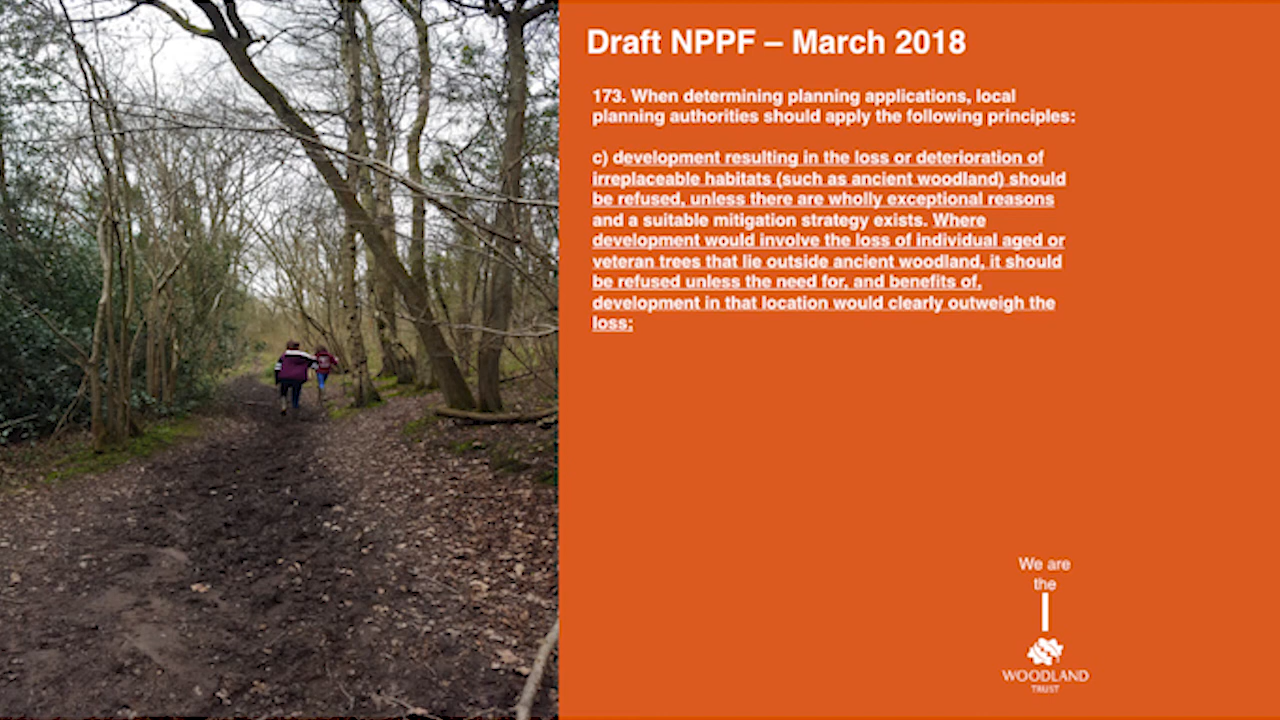 Draft NPPF – March 2018
173. When determining planning applications, local
planning authorities should apply the following principles:
c) development resulting in the loss or deterioration of
irreplaceable habitats (such as ancient woodland) should
be refused, unless there are wholly exceptional reasons
and a suitable mitigation strategy exists. Where
development would involve the loss of individual aged or
veteran trees that lie outside ancient woodland, it should
be refused unless the need for, and benefits of,
development in that location would clearly outweigh the
loss;
We are
the
WOODLAND
TRUST